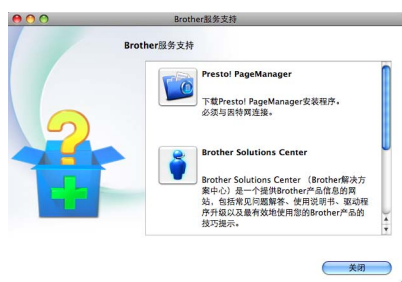 Brother服务支持
Brother服务支持
Presto! PageManager
下载Presto! PageManager安装程序。
必须与因特网连接。
Brother Solutions Center
Brother Solutions Center （Brother解决方
案中心）是一个提供Brother产品信息的网
站，包括常见问题解答、使用说明书、驱动程
序升级以及最有效地使用您的Brother产品的
技巧提示。
关闭